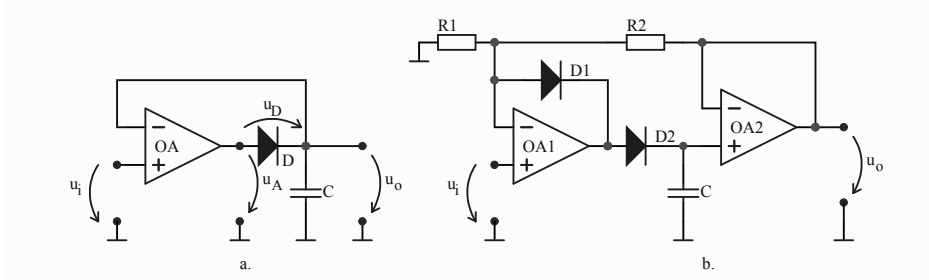 R1
R2
D1
u_D
OA
D
u_i
u_A
C
u_o
OA1
D2
OA2
u_i
C
u_o
a.
b.